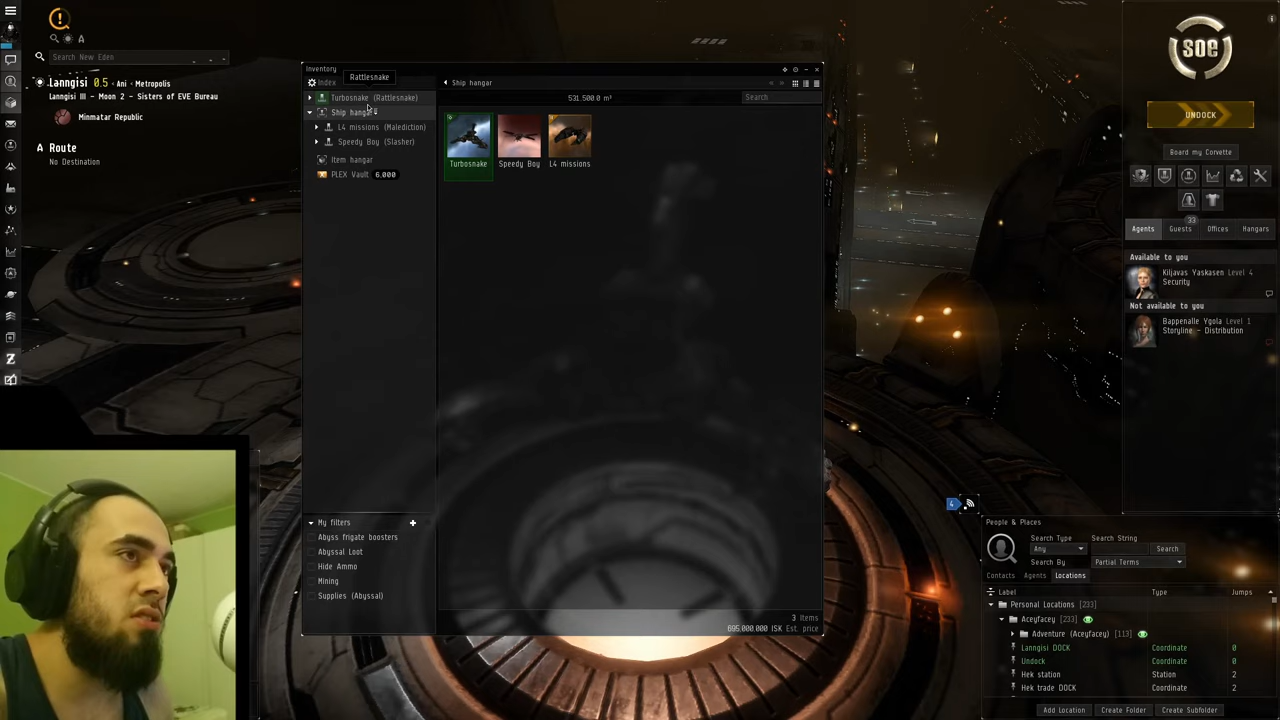 A
Search New Eden
Lanngisi 0.5 · Ani · Metropolis
Lanngisi III - Moon 2 - Sisters of EVE Bureau
Minmatar Republic
Route
No Destination
Z
Inventory
Index
Rattlesnake
Turbosnake (Rattlesnake)
Ship hangar
L4 missions (Malediction)
Speedy Boy (Slasher)
Item hangar
PLEX Vault 6,000
Ship hangar
531,500.0 m³
Search
Turbosnake
Speedy Boy
L4 missions
My filters
Abyss frigate boosters
Abyssal Loot
Hide Ammo
Mining
Supplies (Abyssal)
3 Items
695,000,000 ISK Est. price
SOE
UNDOCK
Board my Corvette
33
Agents
Guests
Offices
Hangars
Available to you
Kiljavas Yaskasen Level 4
Security
Not available to you
Bappenalle Ygola Level 1
Storyline - Distribution
4
People & Places
Search Type
Search String
Any
Search
Search By
Partial Terms
Contacts
Agents
Locations
Label
Type
Jumps
Personal Locations [233]
Aceyfacey [233]
Adventure (Aceyfacey) [113]
Lanngisi DOCK Coordinate 0
Undock Coordinate 0
Hek station Station 2
Hek trade DOCK Coordinate 2
Add Location
Create Folder
Create Subfolder